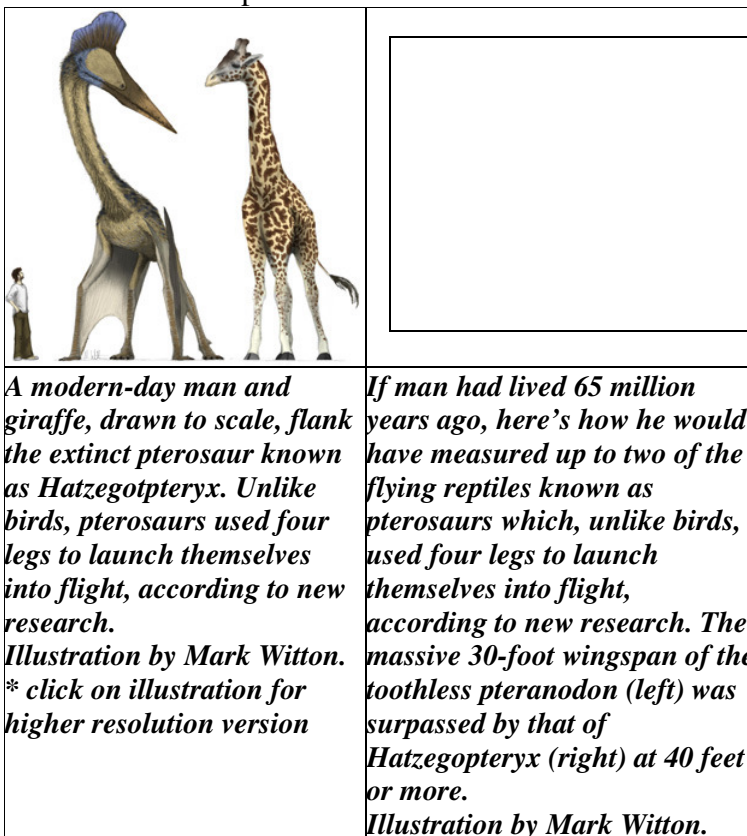 A modern-day man and
giraffe, drawn to scale, flank
the extinct pterosaur known
as Hatzegotpteryx. Unlike
birds, pterosaurs used four
legs to launch themselves
into flight, according to new
research.
Illustration by Mark Witton.
* click on illustration for
higher resolution version
If man had lived 65 million
years ago, here’s how he would
have measured up to two of the
flying reptiles known as
pterosaurs which, unlike birds,
used four legs to launch
themselves into flight,
according to new research. The
massive 30-foot wingspan of the
toothless pteranodon (left) was
surpassed by that of
Hatzegopteryx (right) at 40 feet
or more.
Illustration by Mark Witton.